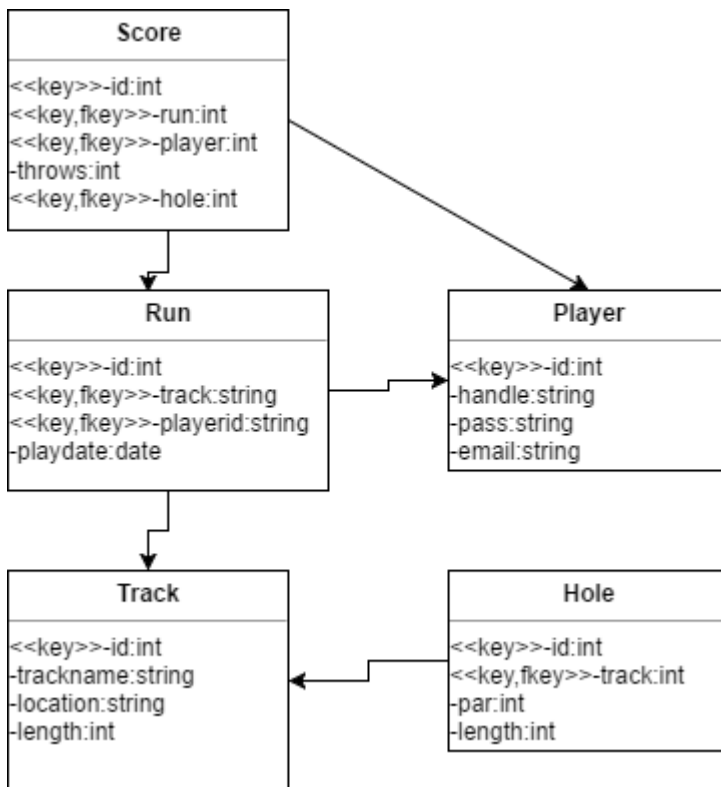 Score
<<key>>-id:int
<<key,fkey>>-run:int
<<key,fkey>>-player:int
-throws:int
<<key,fkey>>-hole:int
Run
<<key>>-id:int
<<key,fkey>>-track:string
<<key,fkey>>-playerid:string
-playdate:date
Player
<<key>>-id:int
-handle:string
-pass:string
-email:string
Track
<<key>>-id:int
-trackname:string
-location:string
-length:int
Hole
<<key>>-id:int
<<key,fkey>>-track:int
-par:int
-length:int